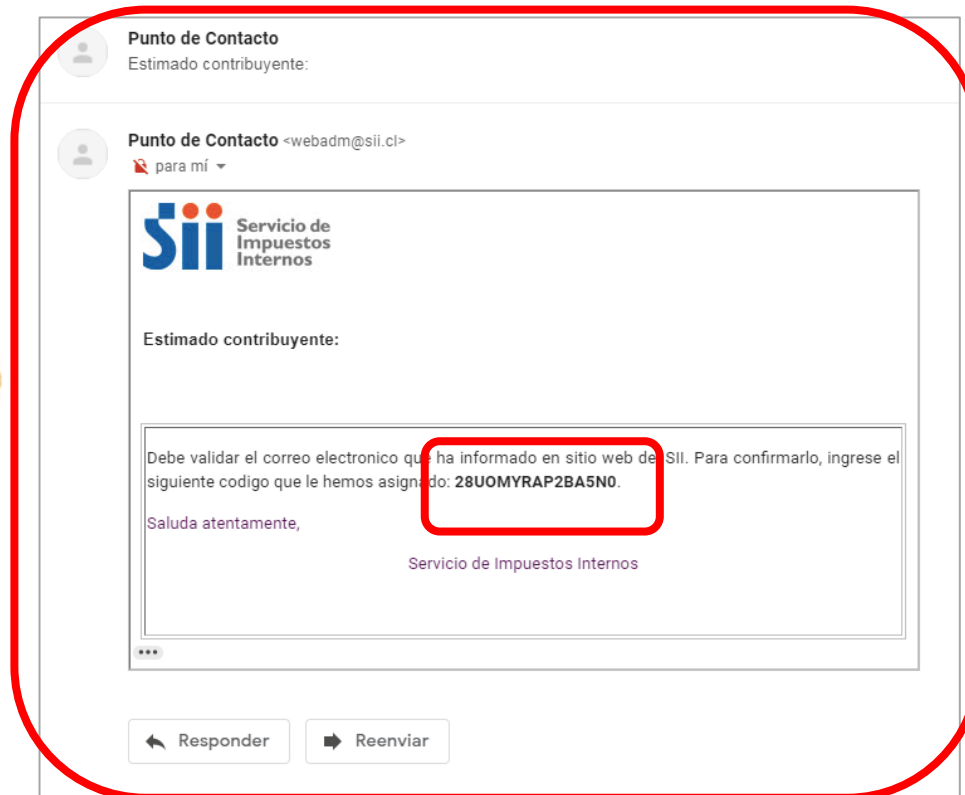 Punto de Contacto
Estimado contribuyente:
Punto de Contacto <webadm@sii.cl>
para mí
Sii Servicio de
Impuestos
Internos
Estimado contribuyente:
Debe validar el correo electronico que ha informado en sitio web del SII. Para confirmarlo, ingrese el
siguiente codigo que le hemos asignado: 28UOMYRAP2BA5N0.
Saluda atentamente,
Servicio de Impuestos Internos
Responder
Reenviar